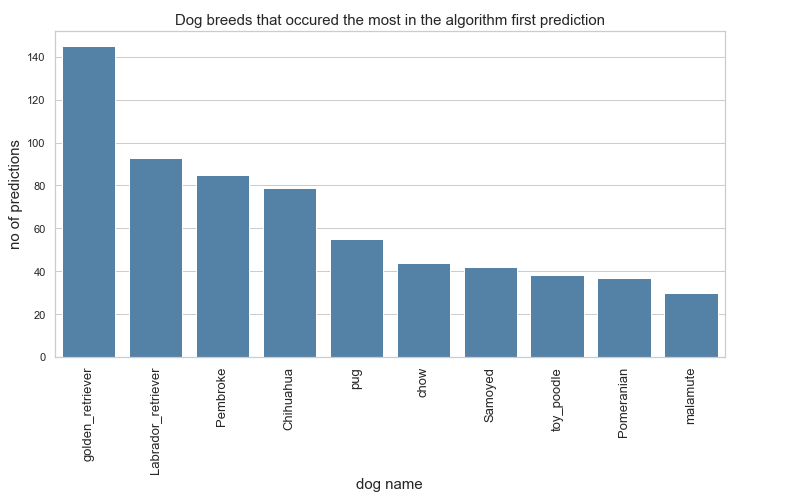 Dog breeds that occured the most in the algorithm first prediction
no of predictions
140
120
100
80
60
40
20
0
golden_retriever
Labrador_retriever
Pembroke
Chihuahua
pug
chow
Samoyed
toy_poodle
Pomeranian
malamute
dog name